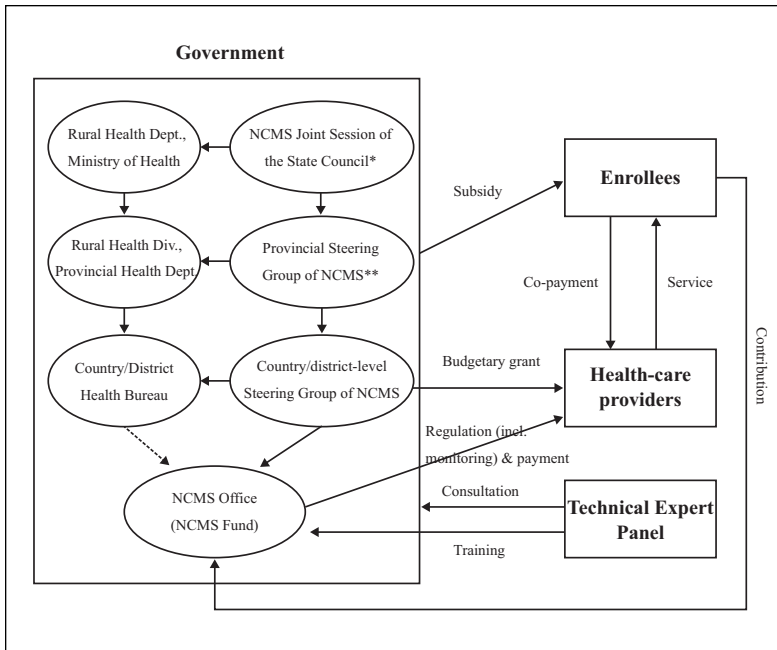 Government
Rural Health Dept.,
Ministry of Health
NCMS Joint Session of
the State Council*
Enrollees
Subsidy
Rural Health Div.,
Provincial Health Dept.
Provincial Steering
Group of NCMS**
Co-payment
Service
Contribution
Country/District
Health Bureau
Country/district-level
Steering Group of NCMS
Budgetary grant
Health-care
providers
Regulation (incl.
monitoring) & payment
NCMS Office
(NCMS Fund)
Consultation
Technical Expert
Panel
Training